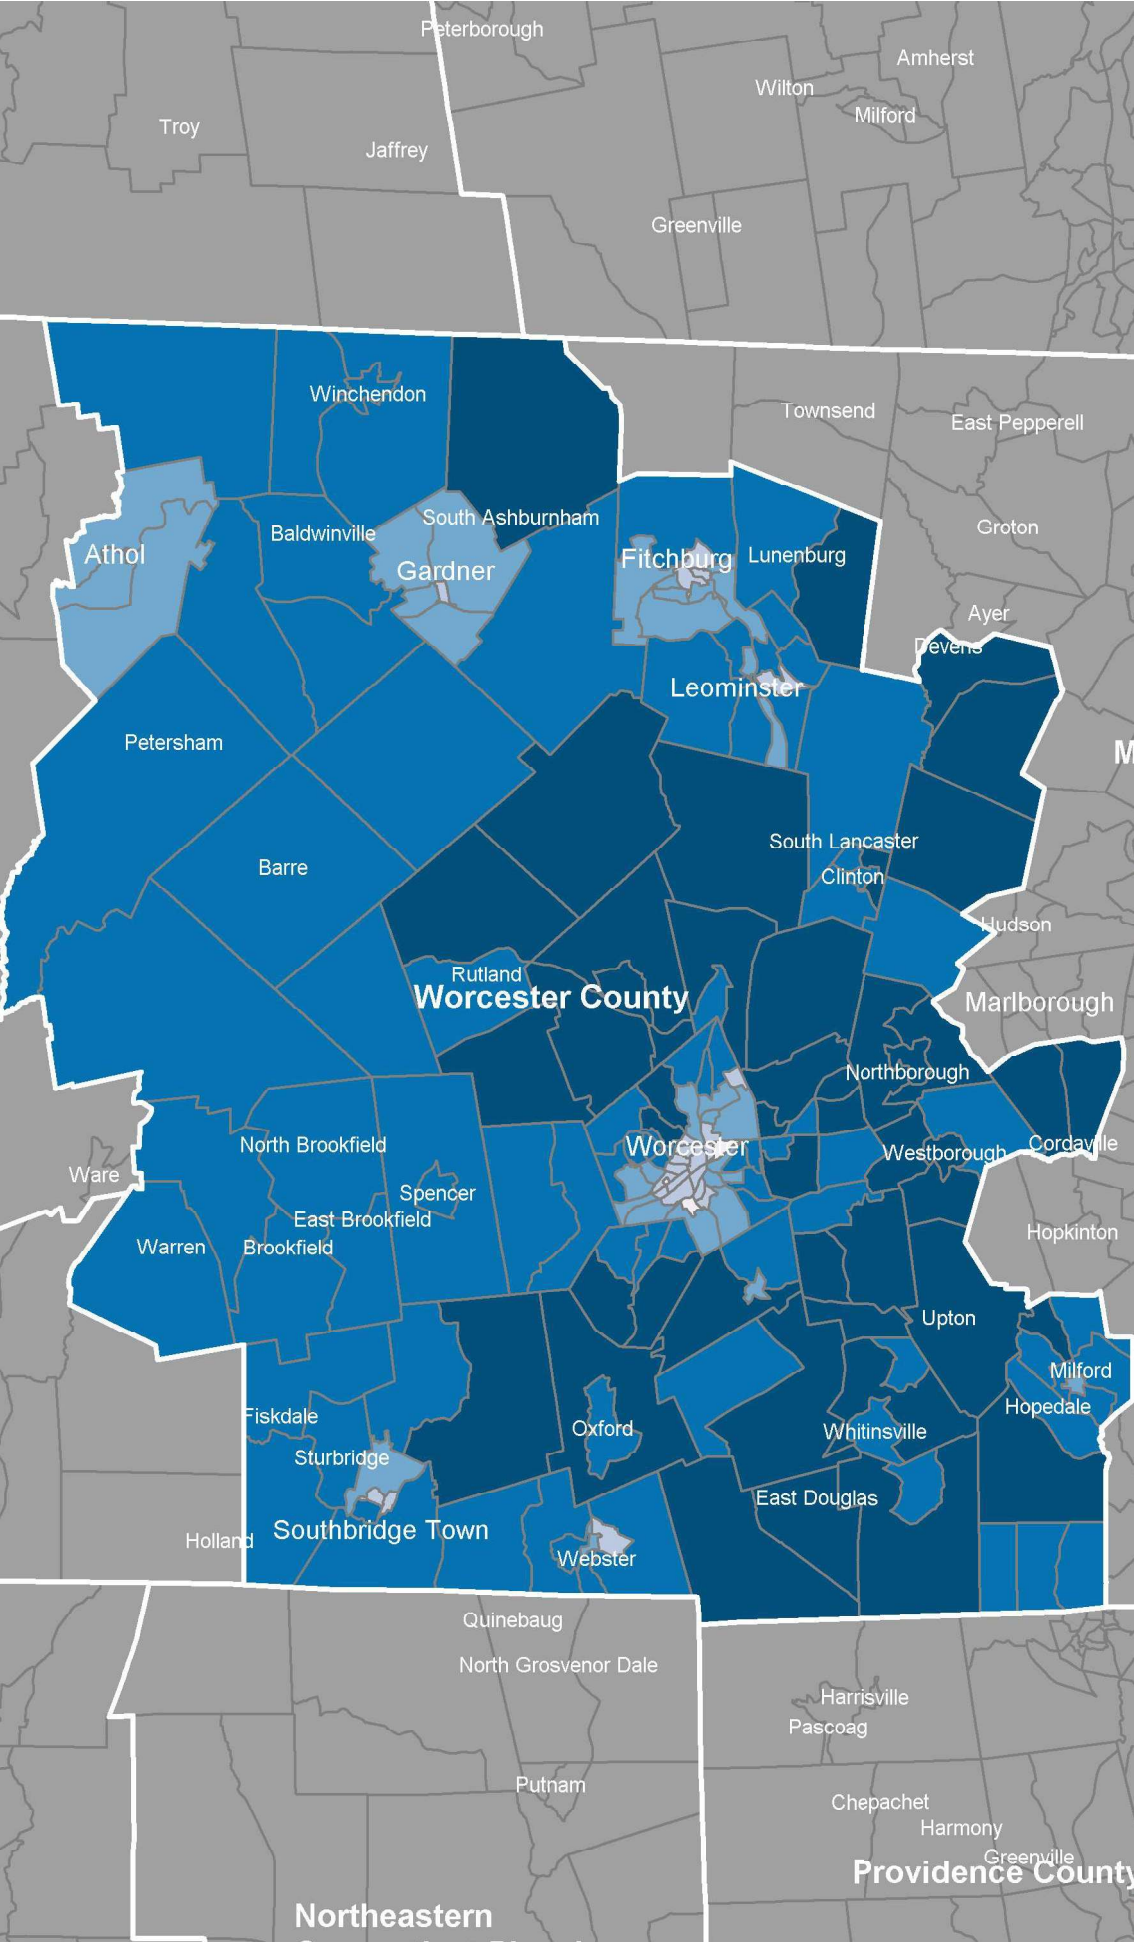 Peterborough
Amherst
Wilton
Milford
Troy
Jaffrey
Greenville
Winchendon
Townsend
East Pepperell
South Ashburnham
Groton
Baldwinville
Athol
Fitchburg
Lunenburg
Gardner
Ayer
Devens
Leominster
Petersham
M
South Lancaster
Barre
Clinton
Hudson
Rutland
Worcester County
Marlborough
Northborough
North Brookfield
Worcester
Westborough
Cordaville
Ware
Spencer
East Brookfield
Hopkinton
Warren
Brookfield
Upton
Milford
Hopedale
Fiskdale
Oxford
Whitinsville
Sturbridge
East Douglas
Southbridge Town
Holland
Webster
Quinebaug
North Grosvenor Dale
Harrisville
Pascoag
Putnam
Chepachet
Harmony
Greenville
Providence County
Northeastern